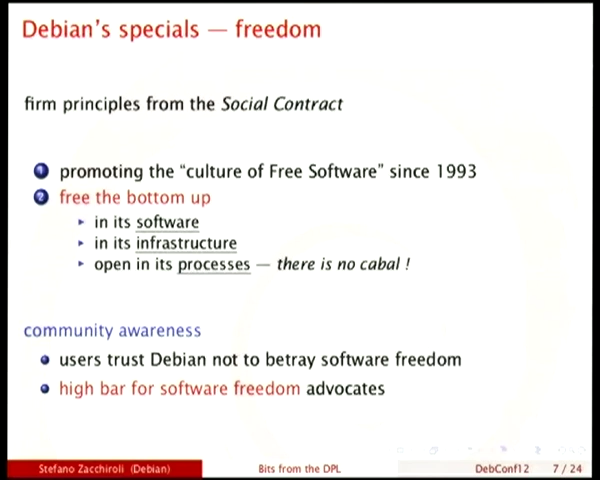 Debian's specials — freedom
firm principles from the Social Contract
1 promoting the “culture of Free Software” since 1993
2 free the bottom up
▸ in its software
▸ in its infrastructure
▸ open in its processes — there is no cabal !
community awareness
• users trust Debian not to betray software freedom
• high bar for software freedom advocates
Stefano Zacchiroli (Debian) Bits from the DPL DebConf12 7 / 24